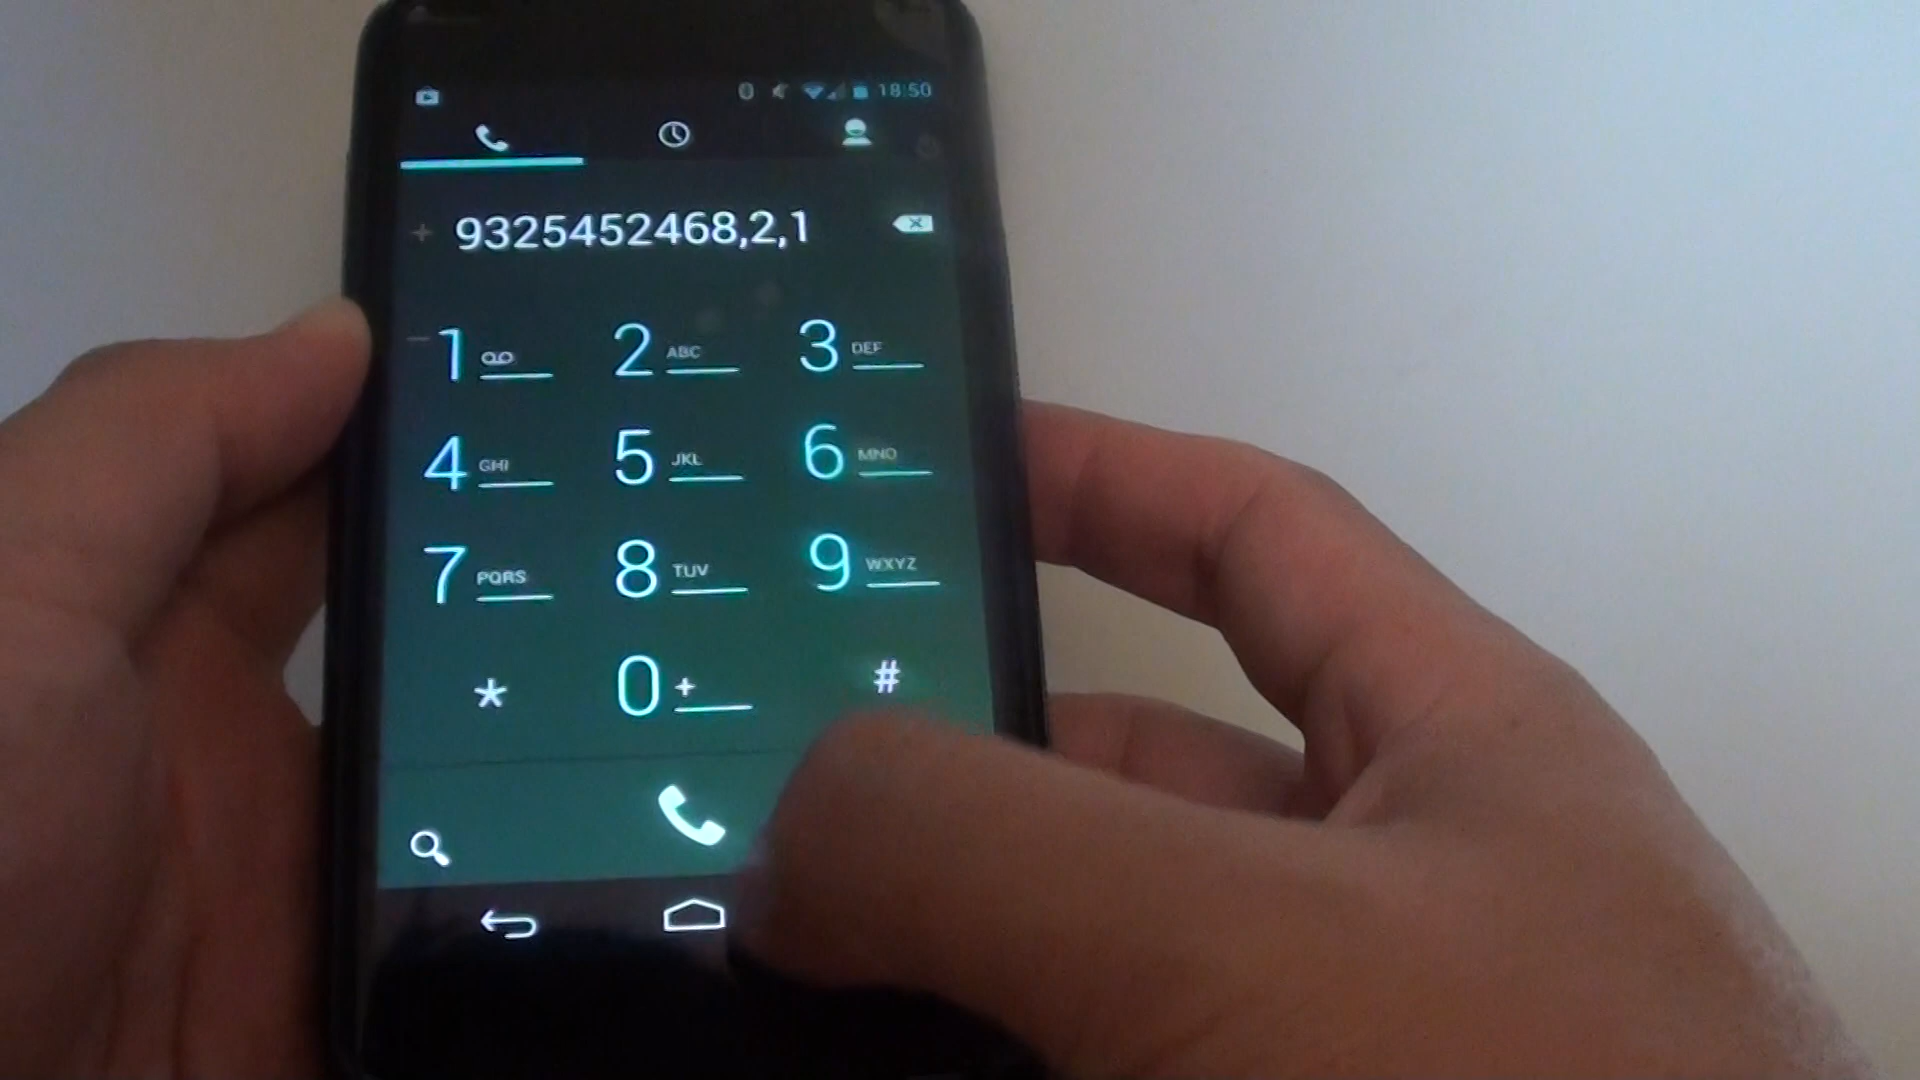 18:50
9325452468,2,1
1 2 ABC 3 DEF
4 GHI 5 JKL 6 MNO
7 PQRS 8 TUV 9 WXYZ
* 0 + #